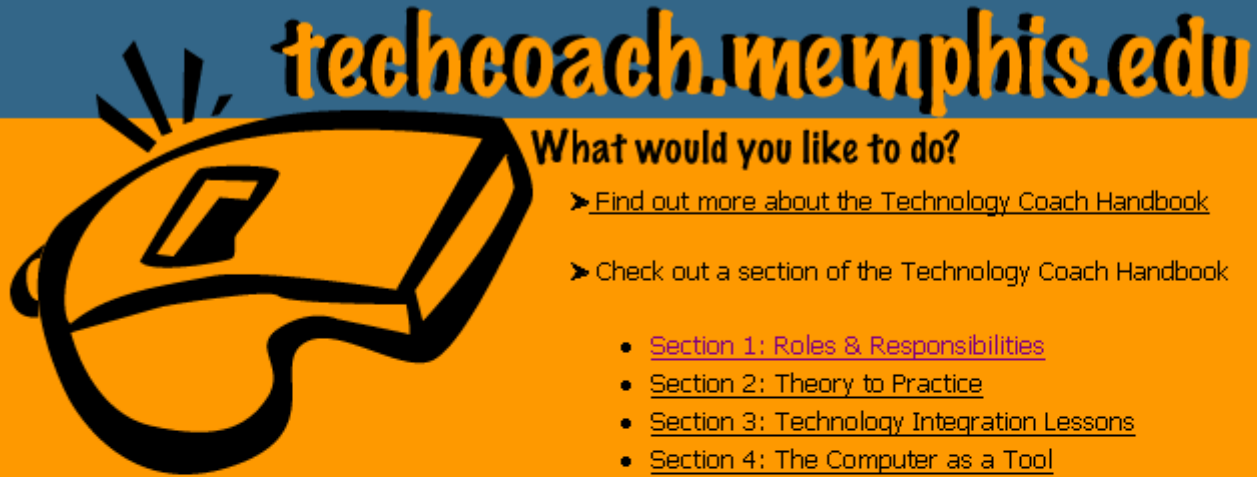 techcoach.memphis.edu
What would you like to do?
➤ Find out more about the Technology Coach Handbook
➤ Check out a section of the Technology Coach Handbook
• Section 1: Roles & Responsibilities
• Section 2: Theory to Practice
• Section 3: Technology Integration Lessons
• Section 4: The Computer as a Tool